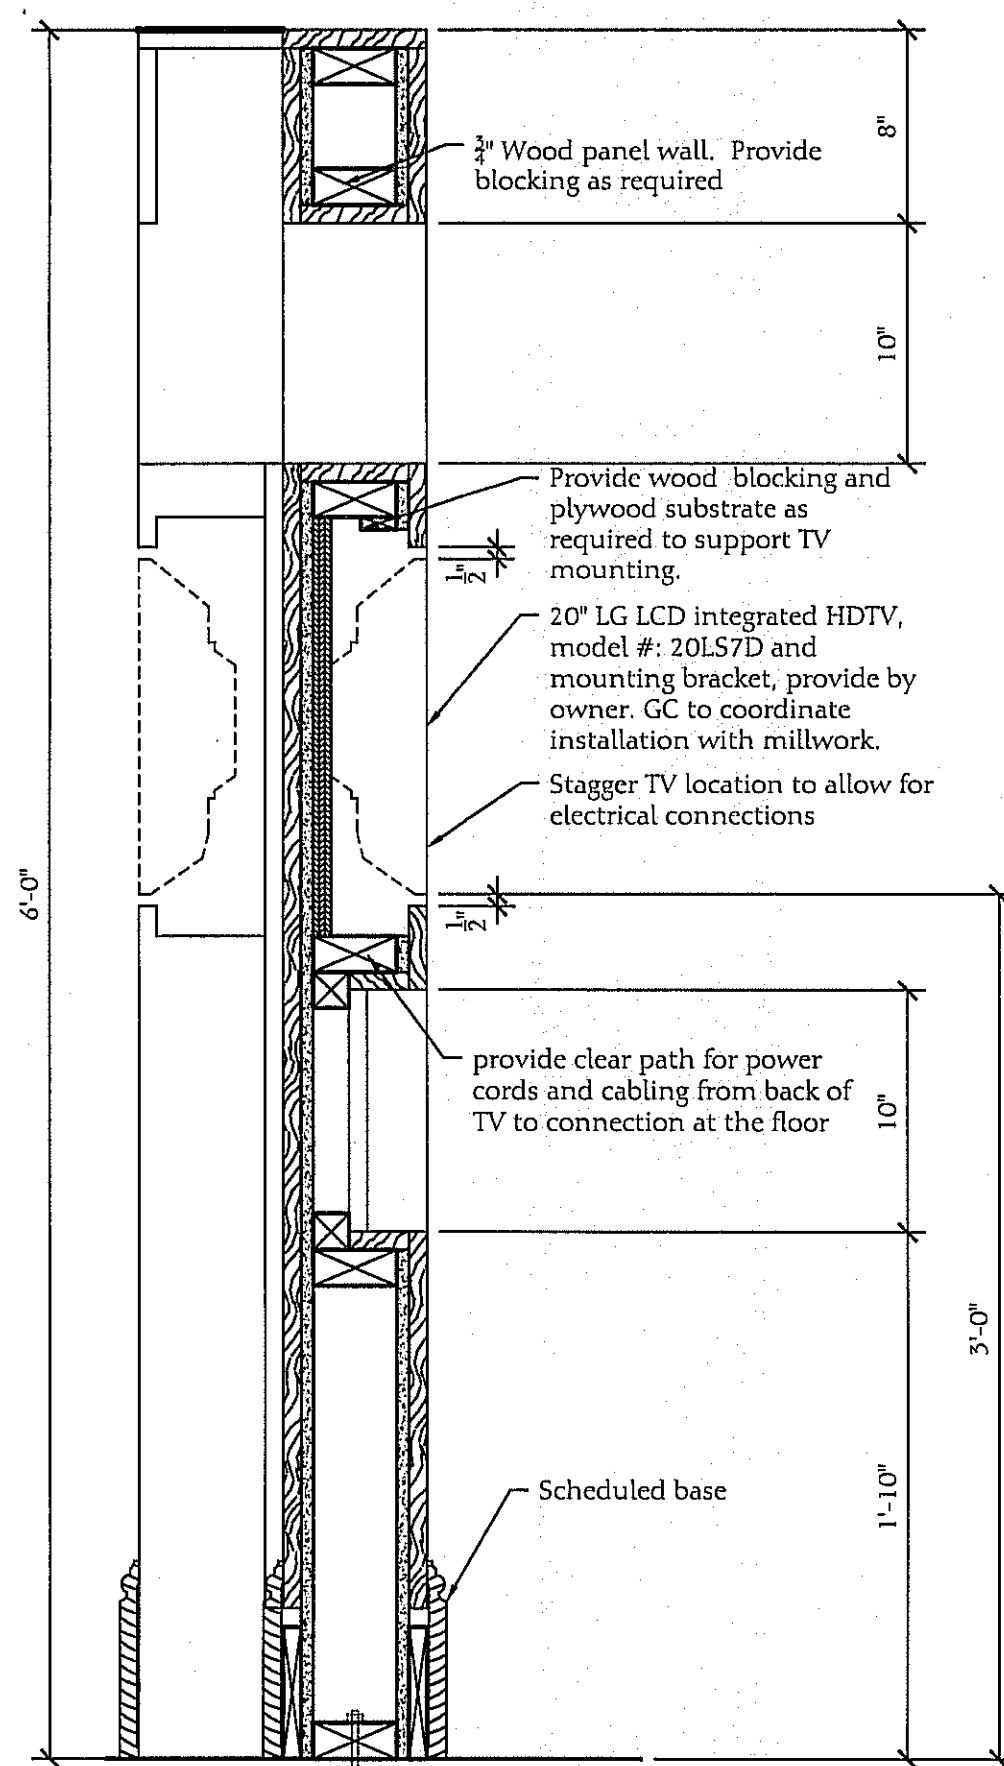 8"
3/4" Wood panel wall. Provide
blocking as required
10"
Provide wood blocking and
plywood substrate as
required to support TV
mounting.
1/2"
20" LG LCD integrated HDTV,
model #: 20LS7D and
mounting bracket, provide by
owner. GC to coordinate
installation with millwork.
Stagger TV location to allow for
electrical connections
6'-0"
1/2"
provide clear path for power
cords and cabling from back of
TV to connection at the floor
10"
3'-0"
Scheduled base
1'-10"